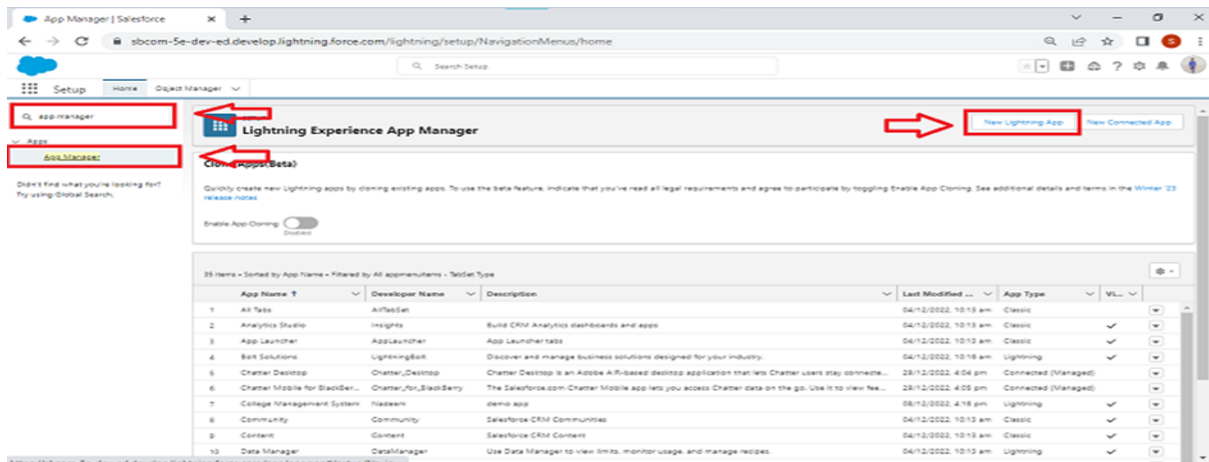 App Manager | Salesforce
sbcom-5e-dev-ed.develop.lightning.force.com/lightning/setup/NavigationMenus/home
S
Search Setup
Setup Home Object Manager
app manager
Apps
App Manager
Didn't find what you're looking for?
Try using Global Search.
SETUP
Lightning Experience App Manager
New Lightning App New Connected App
Clone Apps (Beta)
Quickly create new Lightning apps by cloning existing apps. To use the beta feature, indicate that you've read all legal requirements and agree to participate by toggling Enable App Cloning. See additional details and terms in the Winter '23
release notes
Enable App Cloning
Disabled
35 items • Sorted by App Name • Filtered by All appmenuitems - TabSet Type
App Name ↑ Developer Name Description Last Modified ... App Type Vi...
1 All Tabs AllTabSet 04/12/2022, 10:13 am Classic
2 Analytics Studio Insights Build CRM Analytics dashboards and apps 04/12/2022, 10:13 am Classic
3 App Launcher AppLauncher App Launcher tabs 04/12/2022, 10:13 am Classic
4 Bolt Solutions LightningBolt Discover and manage business solutions designed for your industry. 04/12/2022, 10:16 am Lightning
5 Chatter Desktop Chatter_Desktop Chatter Desktop is an Adobe AIR-based desktop application that lets Chatter users stay connecte... 29/12/2022, 4:04 pm Connected (Managed)
6 Chatter Mobile for BlackBer... Chatter_for_BlackBerry The Salesforce.com Chatter Mobile app lets you access Chatter data on the go. Use it to view fee... 29/12/2022, 4:05 pm Connected (Managed)
7 College Management System Nadeem demo app 08/12/2022, 4:16 pm Lightning
8 Community Community Salesforce CRM Communities 04/12/2022, 10:13 am Classic
9 Content Content Salesforce CRM Content 04/12/2022, 10:13 am Classic
10 Data Manager DataManager Use Data Manager to view limits, monitor usage, and manage recipes. 04/12/2022, 10:13 am Lightning